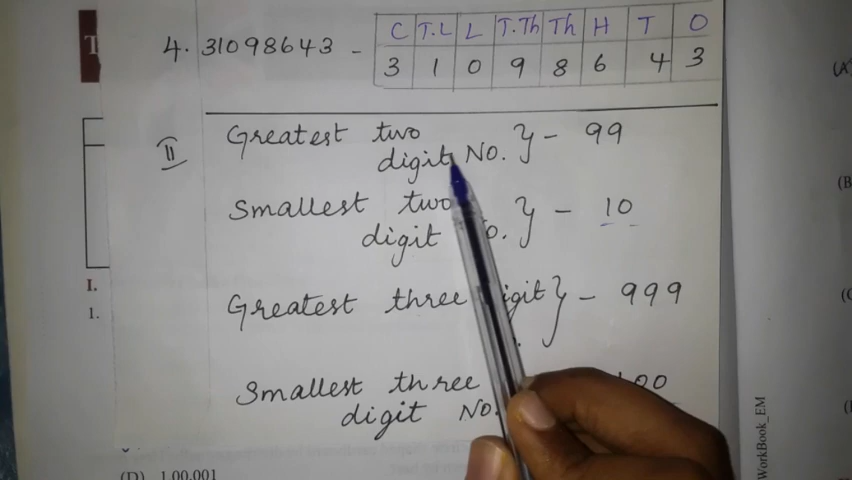 T
4. 31098643 -
C T.L L T.Th Th H T O
3 1 0 9 8 6 4 3
II
Greatest two
digit No. } - 99
Smallest two
digit } - 10
Greatest three digit } - 999
Smallest three
digit No.
I.
1.
(D) 1,00,001
WorkBook_EM
(B